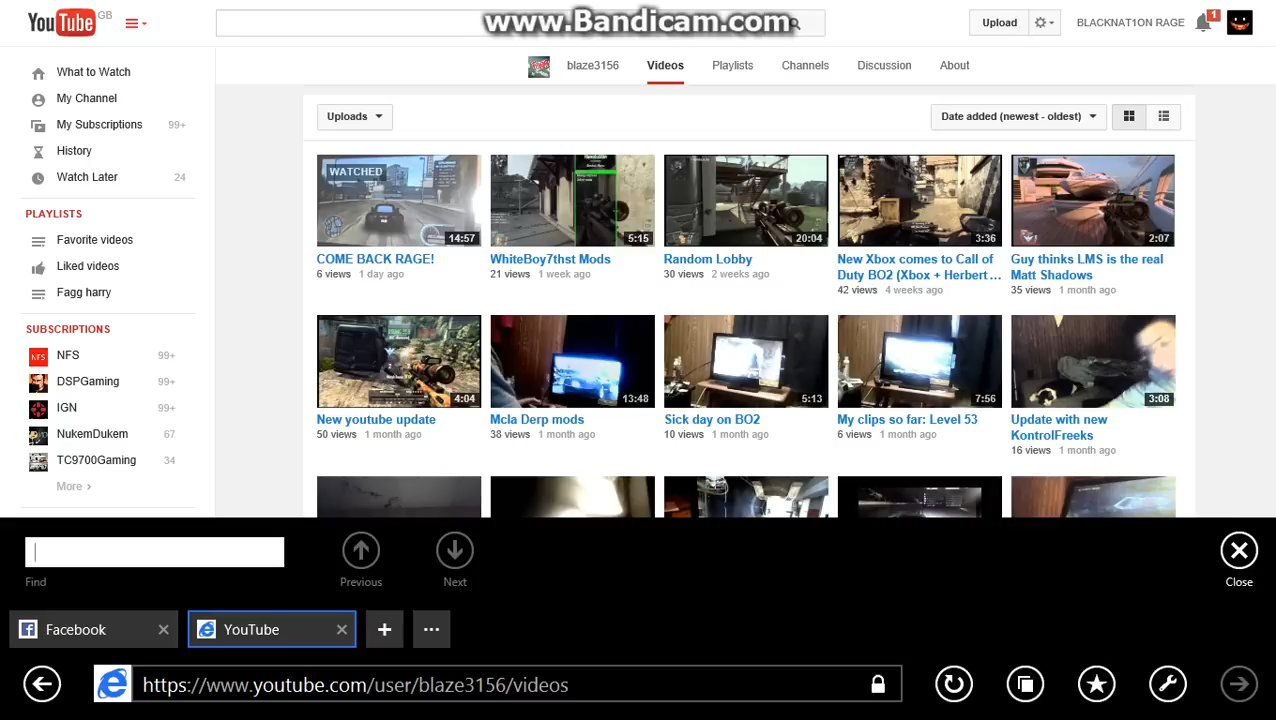 You Tube GB
www.Bandicam.com
Upload
BLACKNAT1ON RAGE
1
What to Watch
My Channel
My Subscriptions 99+
History
Watch Later 24
PLAYLISTS
Favorite videos
Liked videos
Fagg harry
SUBSCRIPTIONS
NFS 99+
DSPGaming 99+
IGN 99+
NukemDukem 67
TC9700Gaming 34
More ›
blaze3156 Videos Playlists Channels Discussion About
Uploads
Date added (newest - oldest)
WATCHED
14:57
COME BACK RAGE!
6 views 1 day ago
5:15
WhiteBoy7thst Mods
21 views 1 week ago
20:04
Random Lobby
30 views 2 weeks ago
3:36
New Xbox comes to Call of
Duty BO2 (Xbox + Herbert ...
42 views 4 weeks ago
2:07
Guy thinks LMS is the real
Matt Shadows
35 views 1 month ago
4:04
New youtube update
50 views 1 month ago
13:48
Mcla Derp mods
38 views 1 month ago
5:13
Sick day on BO2
10 views 1 month ago
7:56
My clips so far: Level 53
6 views 1 month ago
3:08
Update with new
KontrolFreeks
16 views 1 month ago
Find
Previous
Next
Close
Facebook
YouTube
https://www.youtube.com/user/blaze3156/videos